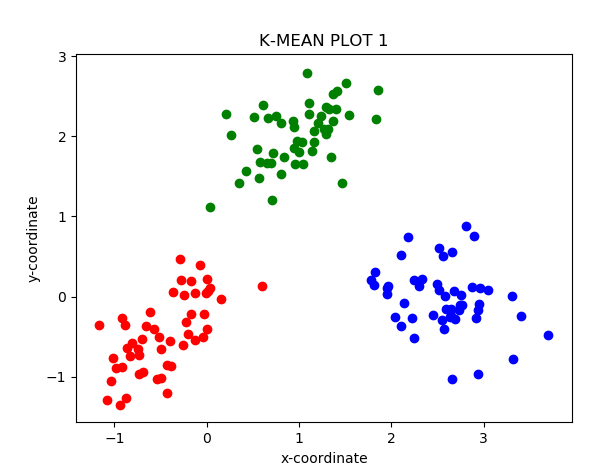 K-MEAN PLOT 1
3
2
1
0
−1
y-coordinate
−1 0 1 2 3
x-coordinate